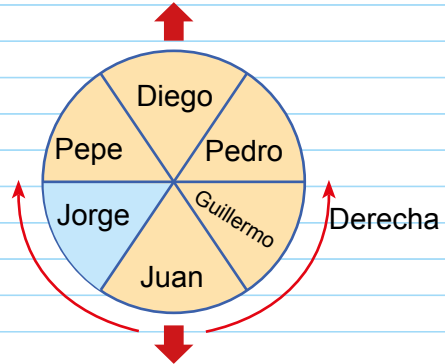 Diego
Pepe
Pedro
Jorge
Guillermo
Derecha
Juan